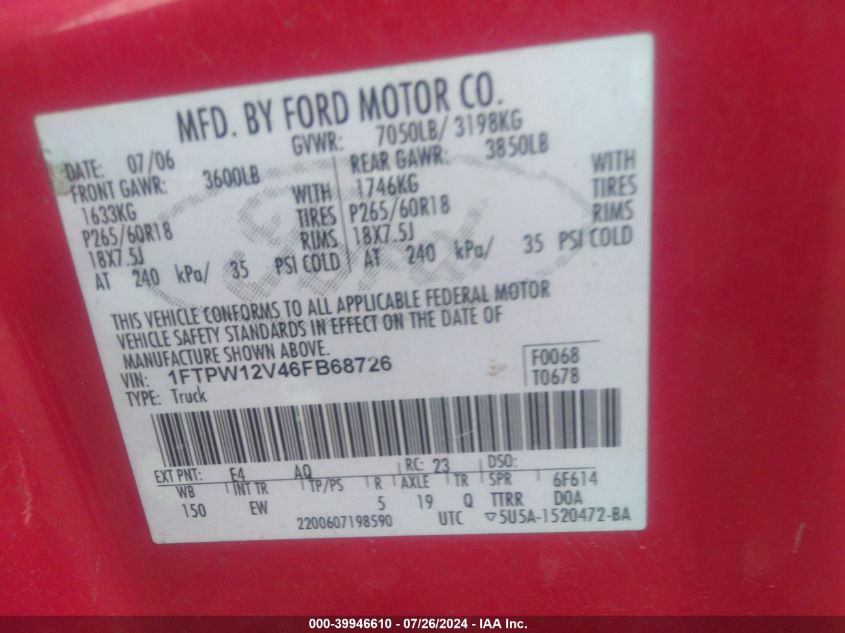 MFD. BY FORD MOTOR CO.
DATE: 07/06 GVWR: 7050LB/ 3198KG
FRONT GAWR: 3600LB REAR GAWR: 3850LB
1633KG WITH 1746KG WITH
P265/60R18 TIRES P265/60R18 TIRES
18X7.5J RIMS 18X7.5J RIMS
AT 240 kPa/ 35 PSI COLD AT 240 kPa/ 35 PSI COLD
THIS VEHICLE CONFORMS TO ALL APPLICABLE FEDERAL MOTOR
VEHICLE SAFETY STANDARDS IN EFFECT ON THE DATE OF
MANUFACTURE SHOWN ABOVE.
VIN: 1FTPW12V46FB68726 F0068
TYPE: Truck T0678
EXT PNT: E4 AQ RC: 23 DSO:
WB INT TR TP/PS R AXLE TR SPR 6F614
150 EW 5 19 Q TTRR DOA
2200607198590 UTC ▽5U5A-1520472-BA
000-39946610 - 07/26/2024 - IAA Inc.